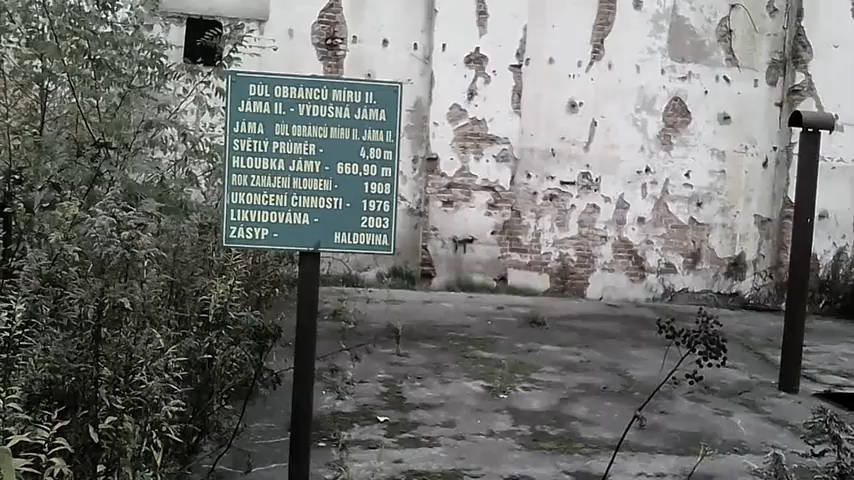 DŮL OBRÁNCŮ MÍRU II.
JÁMA II. - VÝDUŠNÁ JÁMA
JÁMA DŮL OBRÁNCŮ MÍRU II. JÁMA II.
SVĚTLÝ PRŮMĚR - 4,80 m
HLOUBKA JÁMY - 660,90 m
ROK ZANÁJENÍ HLOUBENÍ - 1908
UKONČENÍ ČINNOSTI - 1976
LIKVIDOVÁNA - 2003
ZÁSYP - HALDOVINA